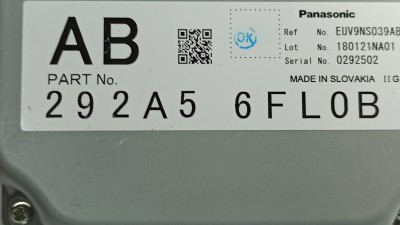 AB
OK
Panasonic
Ref No. EUV9NS039AB
Lot No. 180121NA01
Serial No. 0292502
PART No.
MADE IN SLOVAKIA
292A5 6FL0B